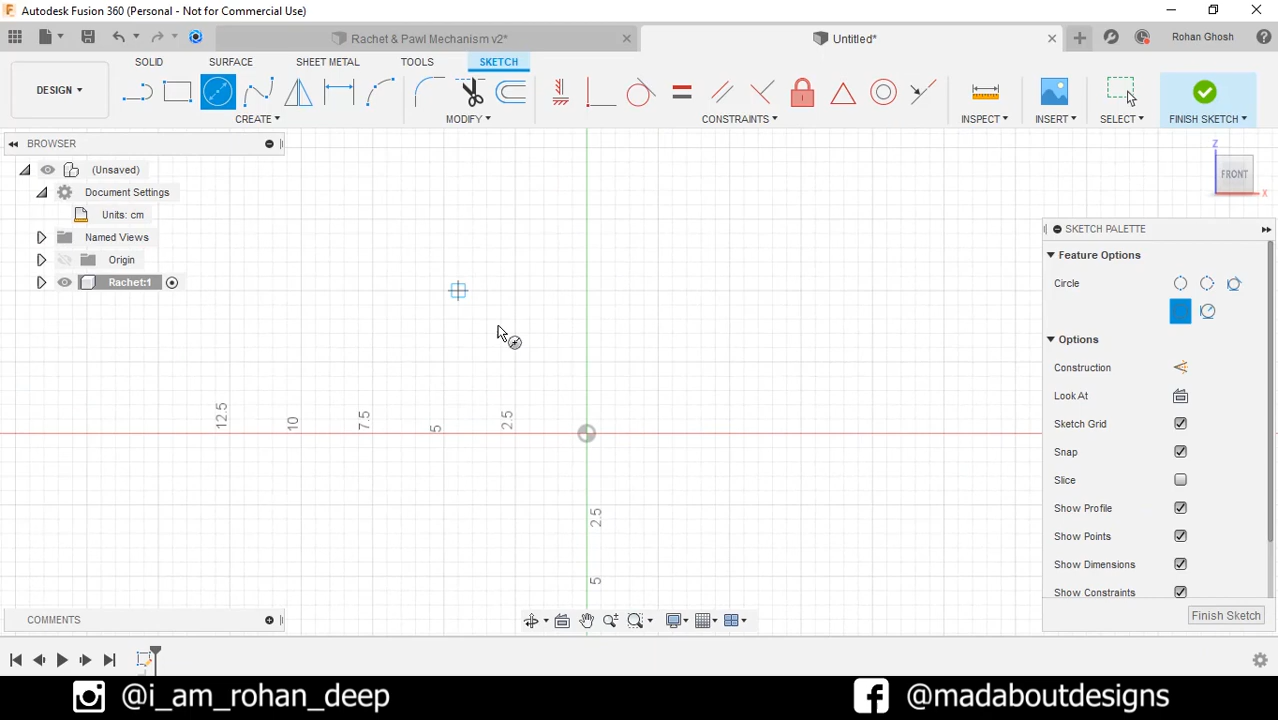 Autodesk Fusion 360 (Personal - Not for Commercial Use)
Rachet & Pawl Mechanism v2*
Untitled*
Rohan Ghosh
DESIGN
SOLID
SURFACE
SHEET METAL
TOOLS
SKETCH
CREATE
MODIFY
CONSTRAINTS
INSPECT
INSERT
SELECT
FINISH SKETCH
BROWSER
(Unsaved)
Document Settings
Units: cm
Named Views
Origin
Rachet:1
Z
FRONT
X
12.5
10
7.5
5
2.5
2.5
5
SKETCH PALETTE
Feature Options
Circle
Options
Construction
Look At
Sketch Grid
Snap
Slice
Show Profile
Show Points
Show Dimensions
Show Constraints
Finish Sketch
COMMENTS
@i_am_rohan_deep
@madaboutdesigns